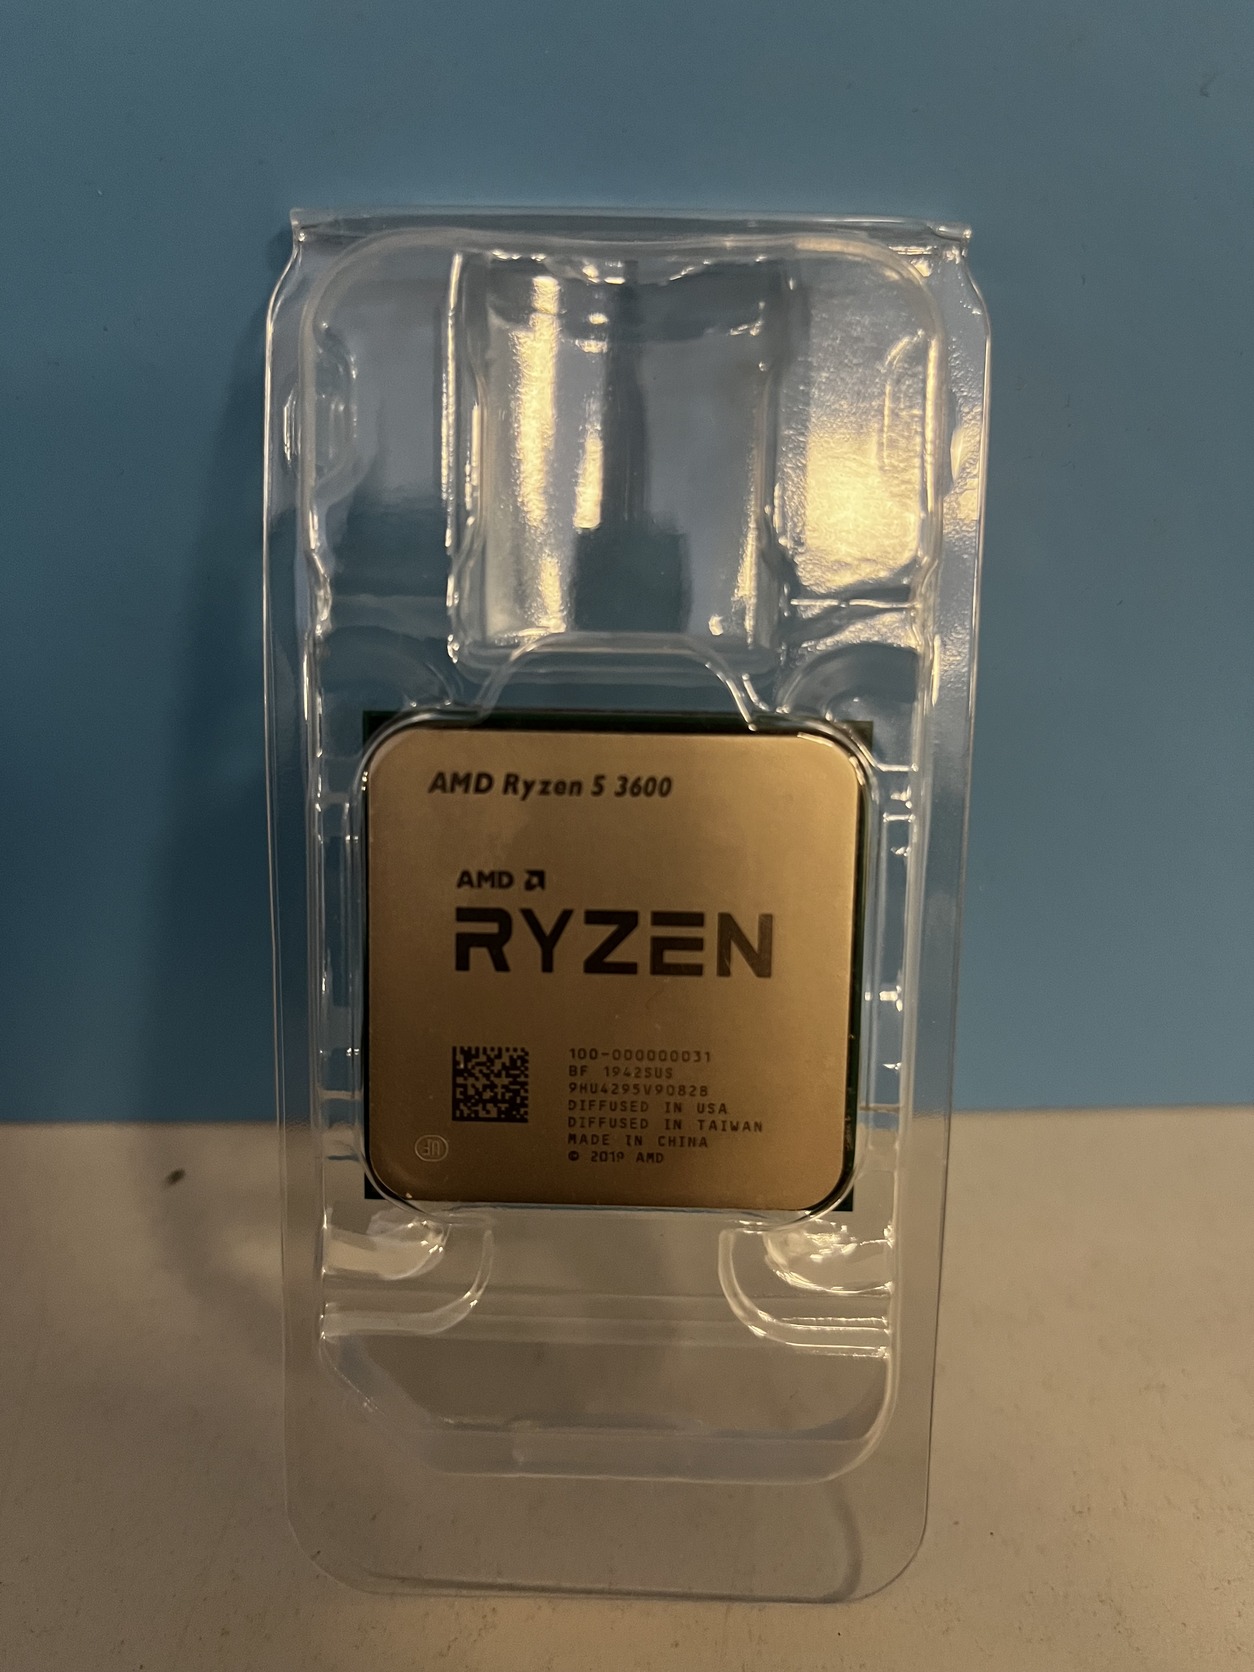 AMD Ryzen 5 3600
AMD
RYZEN
100-000000031
BF 1942SUS
9HU4295V90828
DIFFUSED IN USA
DIFFUSED IN TAIWAN
MADE IN CHINA
© 2019 AMD
UF